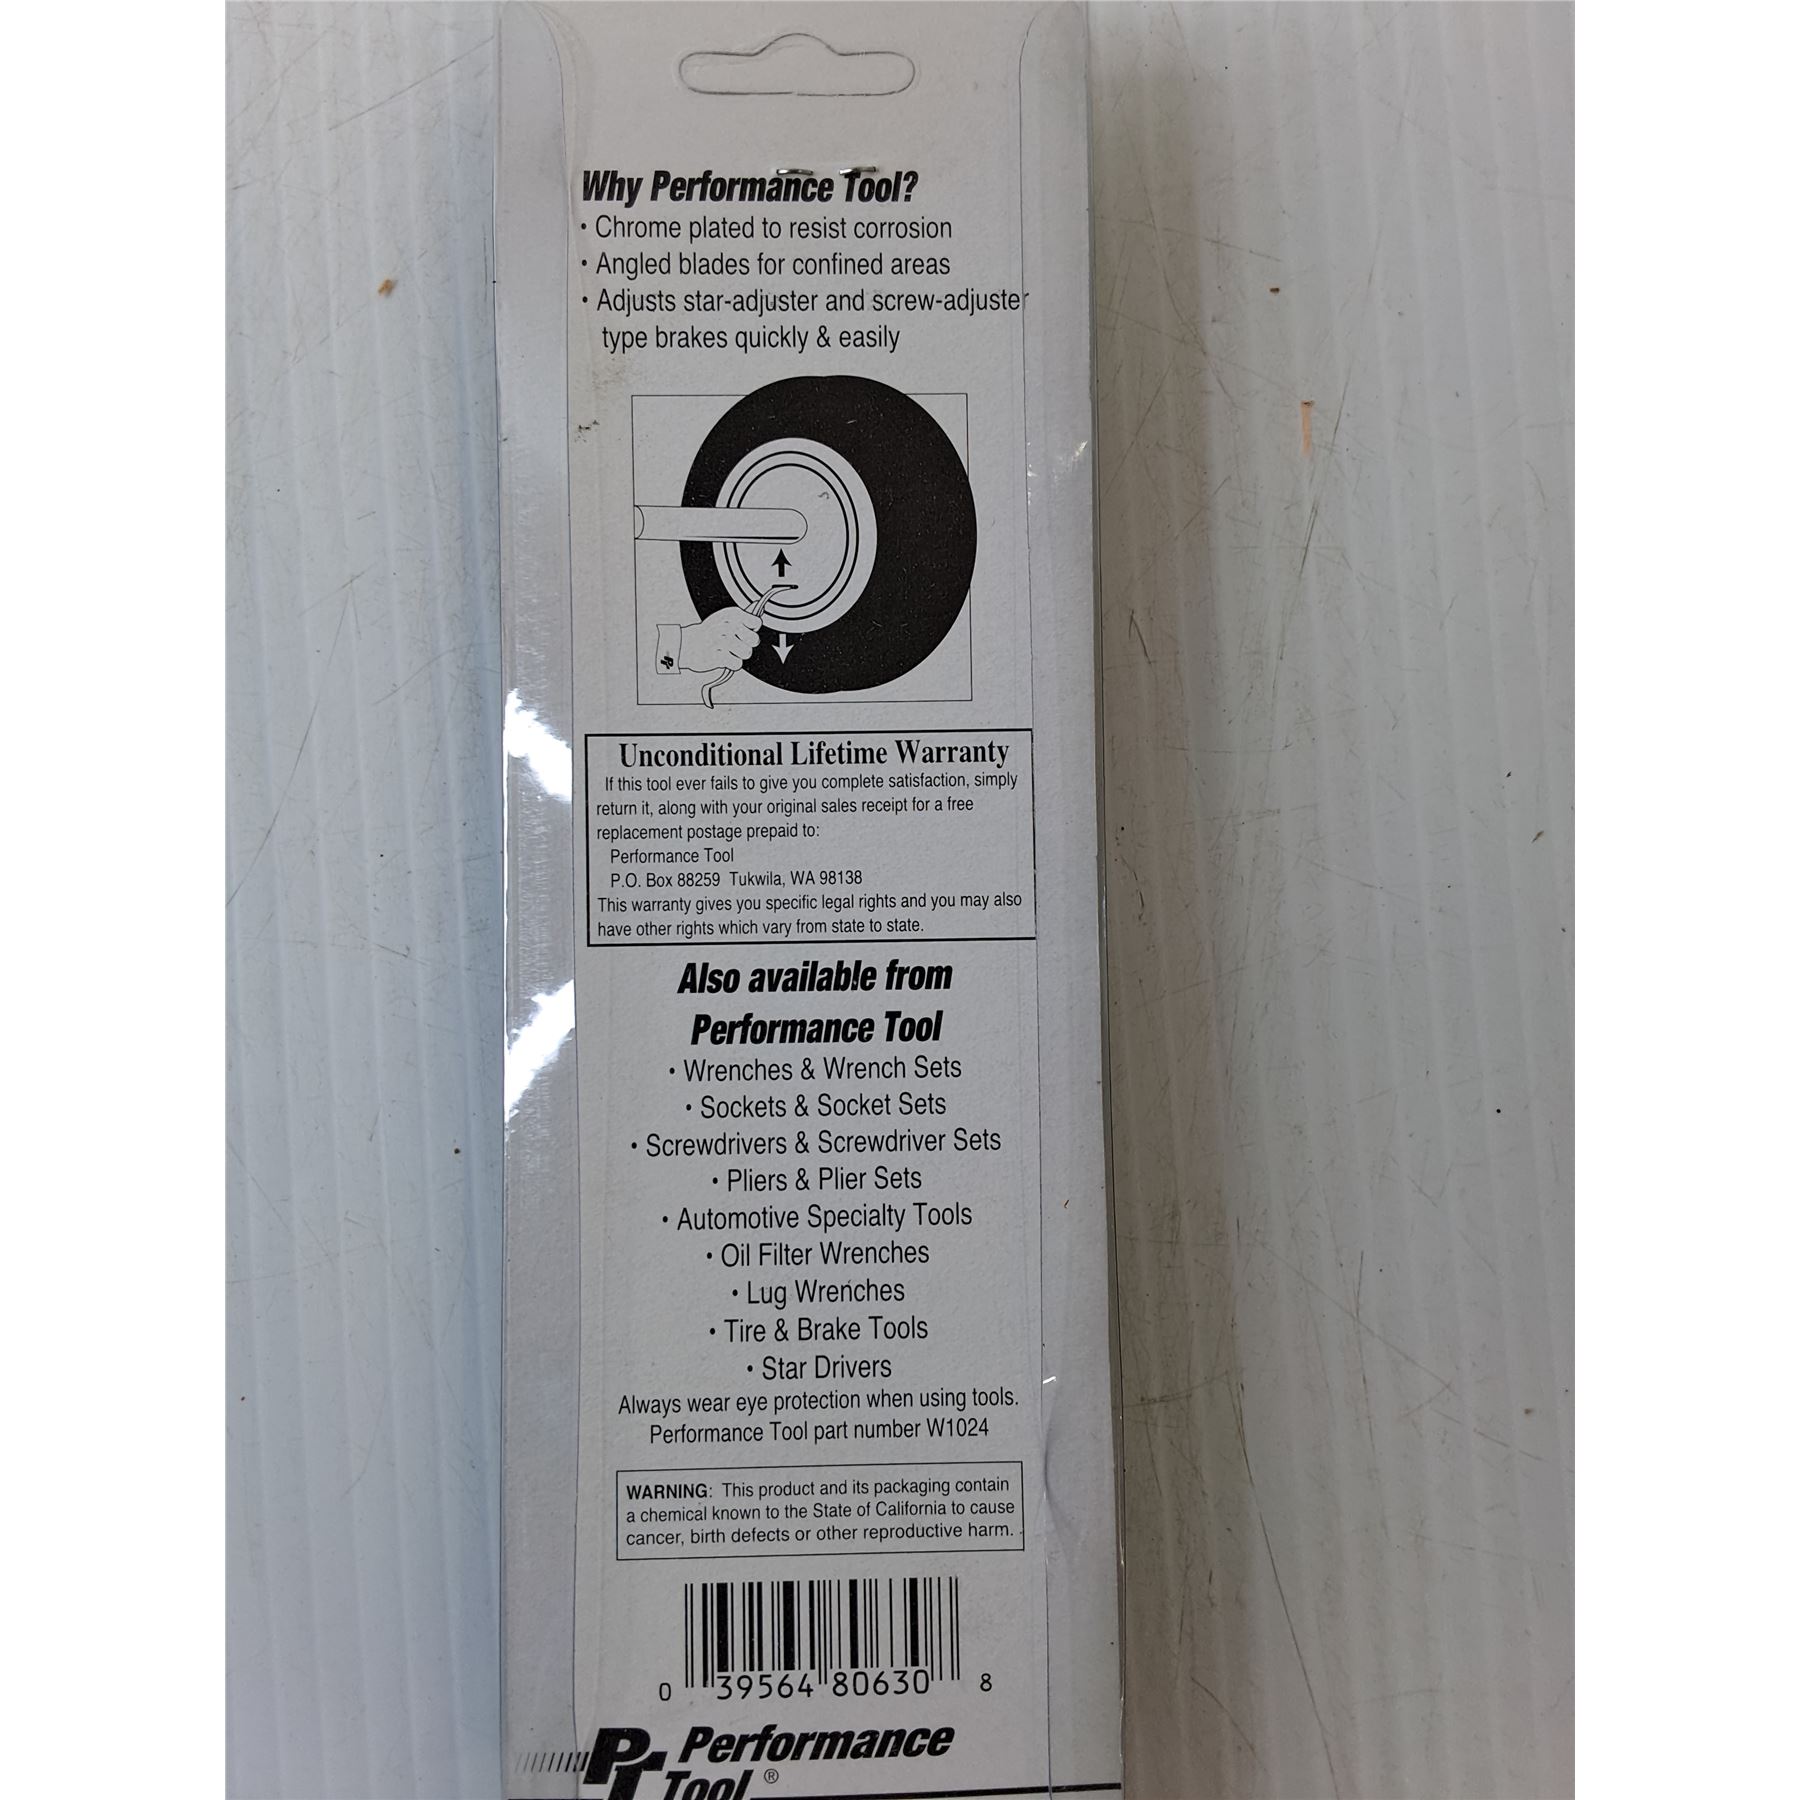 Why Performance Tool?
• Chrome plated to resist corrosion
• Angled blades for confined areas
• Adjusts star-adjuster and screw-adjuster
type brakes quickly & easily
PT
Unconditional Lifetime Warranty
If this tool ever fails to give you complete satisfaction, simply
return it, along with your original sales receipt for a free
replacement postage prepaid to:
Performance Tool
P.O. Box 88259 Tukwila, WA 98138
This warranty gives you specific legal rights and you may also
have other rights which vary from state to state.
Also available from
Performance Tool
• Wrenches & Wrench Sets
• Sockets & Socket Sets
• Screwdrivers & Screwdriver Sets
• Pliers & Plier Sets
• Automotive Specialty Tools
• Oil Filter Wrenches
• Lug Wrenches
• Tire & Brake Tools
• Star Drivers
Always wear eye protection when using tools.
Performance Tool part number W1024
WARNING: This product and its packaging contain
a chemical known to the State of California to cause
cancer, birth defects or other reproductive harm.
0 39564 80630 8
PT Performance
Tool ®